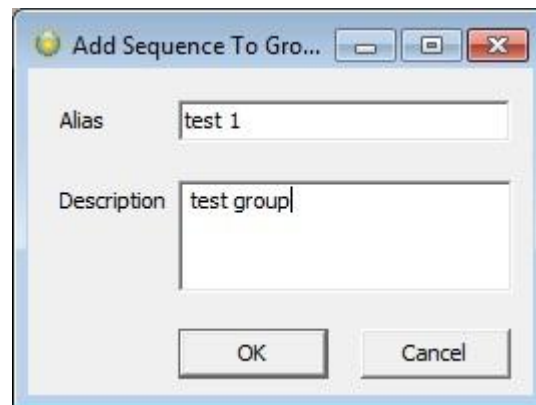 Add Sequence To Gro...
Alias
test 1
Description
test group
OK
Cancel